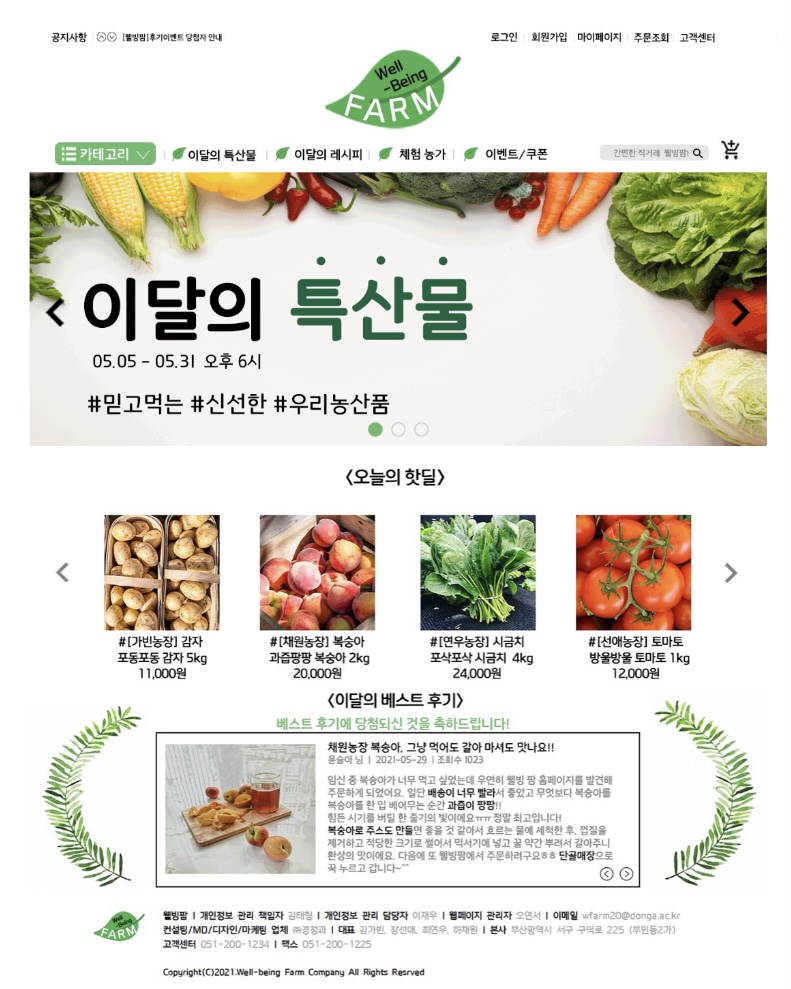 공지사항 [웰빙팜]후기이벤트 당첨자 안내
로그인 회원가입 마이페이지 주문조회 고객센터
Well
-Being
FARM
카테고리 이달의 특산물 이달의 레시피 체험 농가 이벤트/쿠폰
간편한 직거래 웰빙팜!
이달의 특산물
05.05 - 05.31 오후 6시
#믿고먹는 #신선한 #우리농산품
<오늘의 핫딜>
#[가빈농장] 감자
포동포동 감자 5kg
11,000원
#[채원농장] 복숭아
과즙팡팡 복숭아 2kg
20,000원
#[연우농장] 시금치
포삭포삭 시금치 4kg
24,000원
#[선애농장] 토마토
방울방울 토마토 1kg
12,000원
<이달의 베스트 후기>
베스트 후기에 당첨되신 것을 축하드립니다!
채원농장 복숭아, 그냥 먹어도 갈아 마셔도 맛나요!!
윤슬아 님 | 2021-05-29 | 조회수 1023
임신 중 복숭아가 너무 먹고 싶었는데 우연히 웰빙 팜 홈페이지를 발견해
주문하게 되었어요. 일단 배송이 너무 빨라서 좋았고 무엇보다 복숭아를
복숭아를 한 입 베어무는 순간 과즙이 팡팡!!
힘든 시기를 버틸 한 줄기의 빛이에요ㅠㅠ정말 최고입니다!
복숭아로 주스도 만들면 좋을 것 같아서 흐르는 물에 세척한 후, 껍질을
제거하고 적당한 크기로 썰어서 믹서기에 넣고 꿀 약간 뿌려서 갈아주니
환상의 맛이에요. 다음에 또 웰빙팜에서 주문하려구요ㅎㅎ 단골매장으로
꾹 누르고 갑니다~^^
Well
-Being
FARM
웰빙팜 | 개인정보 관리 책임자 김태형 | 개인정보 관리 담당자 이재우 | 웹페이지 관리자 오연서 | 이메일 wfarm20@donga.ac.kr
컨설팅/MD/디자인/마케팅 업체 ㈜경정과 | 대표 김가빈, 장선애, 최연우, 하채원 | 본사 부산광역시 서구 구덕로 225 (부민동2가)
고객센터 051-200-1234 | 팩스 051-200-1225
Copyright(C)2021.Well-being Farm Company All Rights Resrved